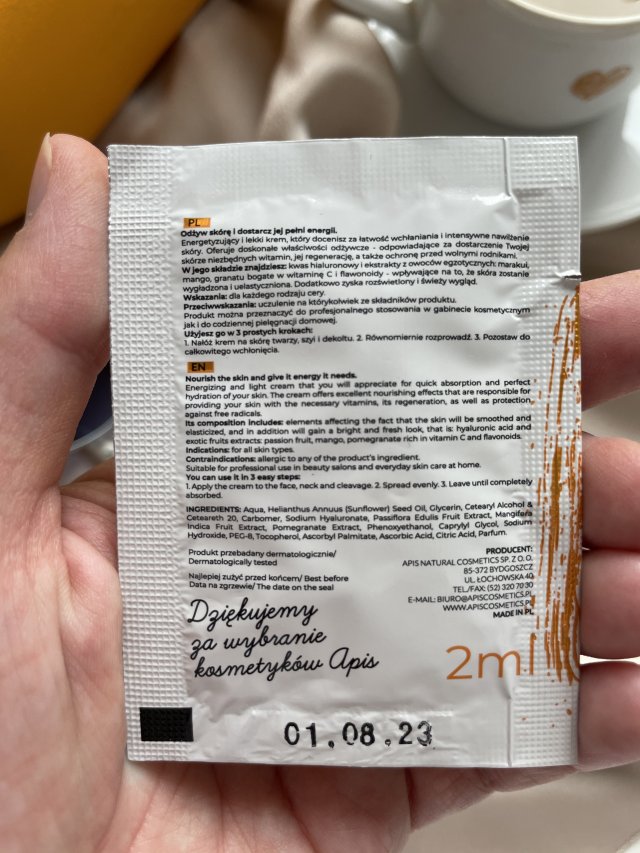 PL
Odżyw skórę i dostarcz jej pełni energii.
Energetyzujący i lekki krem, który docenisz za łatwość wchłaniania i intensywne nawilżenie
skóry. Oferuje doskonałe właściwości odżywcze - odpowiadające za dostarczenie Twojej
skórze niezbędnych witamin, jej regenerację, a także ochronę przed wolnymi rodnikami.
W jego składzie znajdziesz: kwas hialuronowy i ekstrakty z owoców egzotycznych: marakui,
mango, granatu bogate w witaminę C i flawonoidy - wpływające na to, że skóra zostanie
wygładzona i uelastyczniona. Dodatkowo zyska rozświetlony i świeży wygląd.
Wskazania: dla każdego rodzaju cery.
Przeciwwskazania: uczulenie na którykolwiek ze składników produktu.
Produkt można przeznaczyć do profesjonalnego stosowania w gabinecie kosmetycznym
jak i do codziennej pielęgnacji domowej.
Użyjesz go w 3 prostych krokach:
1. Nałóż krem na skórę twarzy, szyi i dekoltu. 2. Równomiernie rozprowadź. 3. Pozostaw do
całkowitego wchłonięcia.
EN
Nourish the skin and give it energy it needs.
Energizing and light cream that you will appreciate for quick absorption and perfect
hydration of your skin. The cream offers excellent nourishing effects that are responsible for
providing your skin with the necessary vitamins, its regeneration, as well as protection
against free radicals.
Its composition includes: elements affecting the fact that the skin will be smoothed and
elasticized, and in addition will gain a bright and fresh look, that is: hyaluronic acid and
exotic fruits extracts: passion fruit, mango, pomegranate rich in vitamin C and flavonoids.
Indications: for all skin types.
Contraindications: allergic to any of the product's ingredient.
Suitable for professional use in beauty salons and everyday skin care at home.
You can use it in 3 easy steps:
1. Apply the cream to the face, neck and cleavage. 2. Spread evenly. 3. Leave until completely
absorbed.
INGREDIENTS: Aqua, Helianthus Annuus (Sunflower) Seed Oil, Glycerin, Cetearyl Alcohol &
Ceteareth 20, Carbomer, Sodium Hyaluronate, Passiflora Edulis Fruit Extract, Mangifera
Indica Fruit Extract, Pomegranate Extract, Phenoxyethanol, Caprylyl Glycol, Sodium
Hydroxide, PEG-8, Tocopherol, Ascorbyl Palmitate, Ascorbic Acid, Citric Acid, Parfum.
Produkt przebadany dermatologicznie/
Dermatologically tested
Najlepiej zużyć przed końcem/ Best before
Data na zgrzewie/ The date on the seal
PRODUCENT:
APIS NATURAL COSMETICS SP. Z O. O.
85-372 BYDGOSZCZ
UL. ŁOCHOWSKA 40
TEL./FAX: (52) 320 70 30
E-MAIL: BIURO@APISCOSMETICS.PL
WWW.APISCOSMETICS.PL
MADE IN PL
Dziękujemy
za wybranie
kosmetyków Apis
2ml
01.08.23